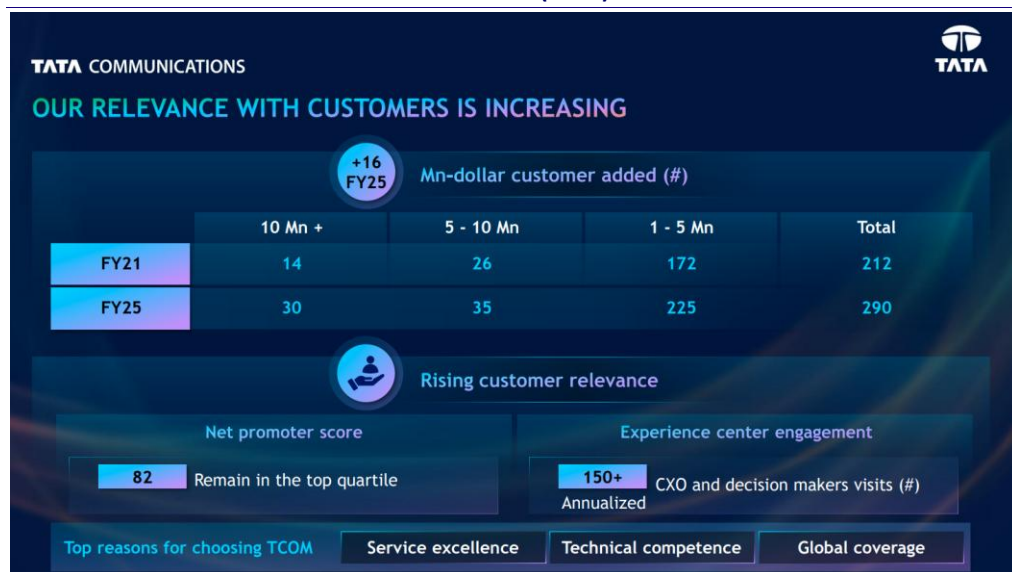 TATA
TATA COMMUNICATIONS
OUR RELEVANCE WITH CUSTOMERS IS INCREASING
+16
FY25
Mn-dollar customer added (#)
10 Mn + 5 - 10 Mn 1 - 5 Mn Total
FY21 14 26 172 212
FY25 30 35 225 290
Rising customer relevance
Net promoter score
82 Remain in the top quartile
Experience center engagement
150+ CXO and decision makers visits (#)
Annualized
Top reasons for choosing TCOM Service excellence Technical competence Global coverage